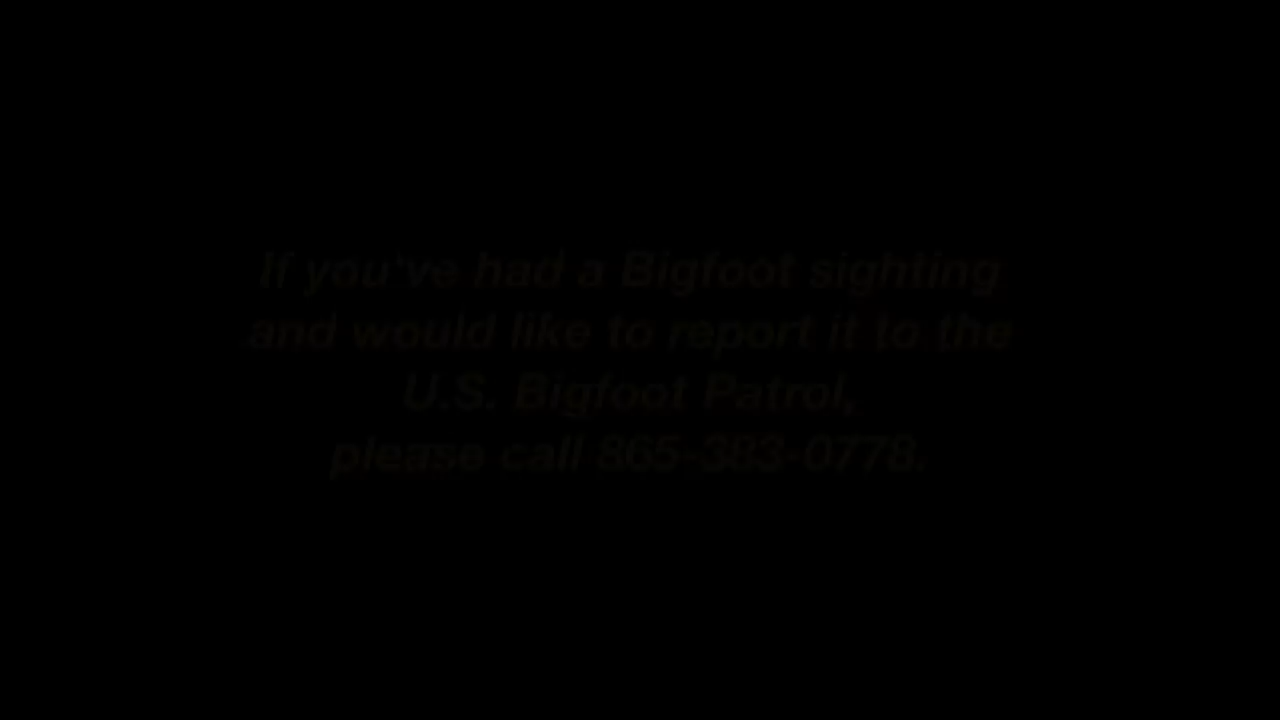 If you've had a Bigfoot sighting
and would like to report it to the
U.S. Bigfoot Patrol,
please call 865-383-0778.